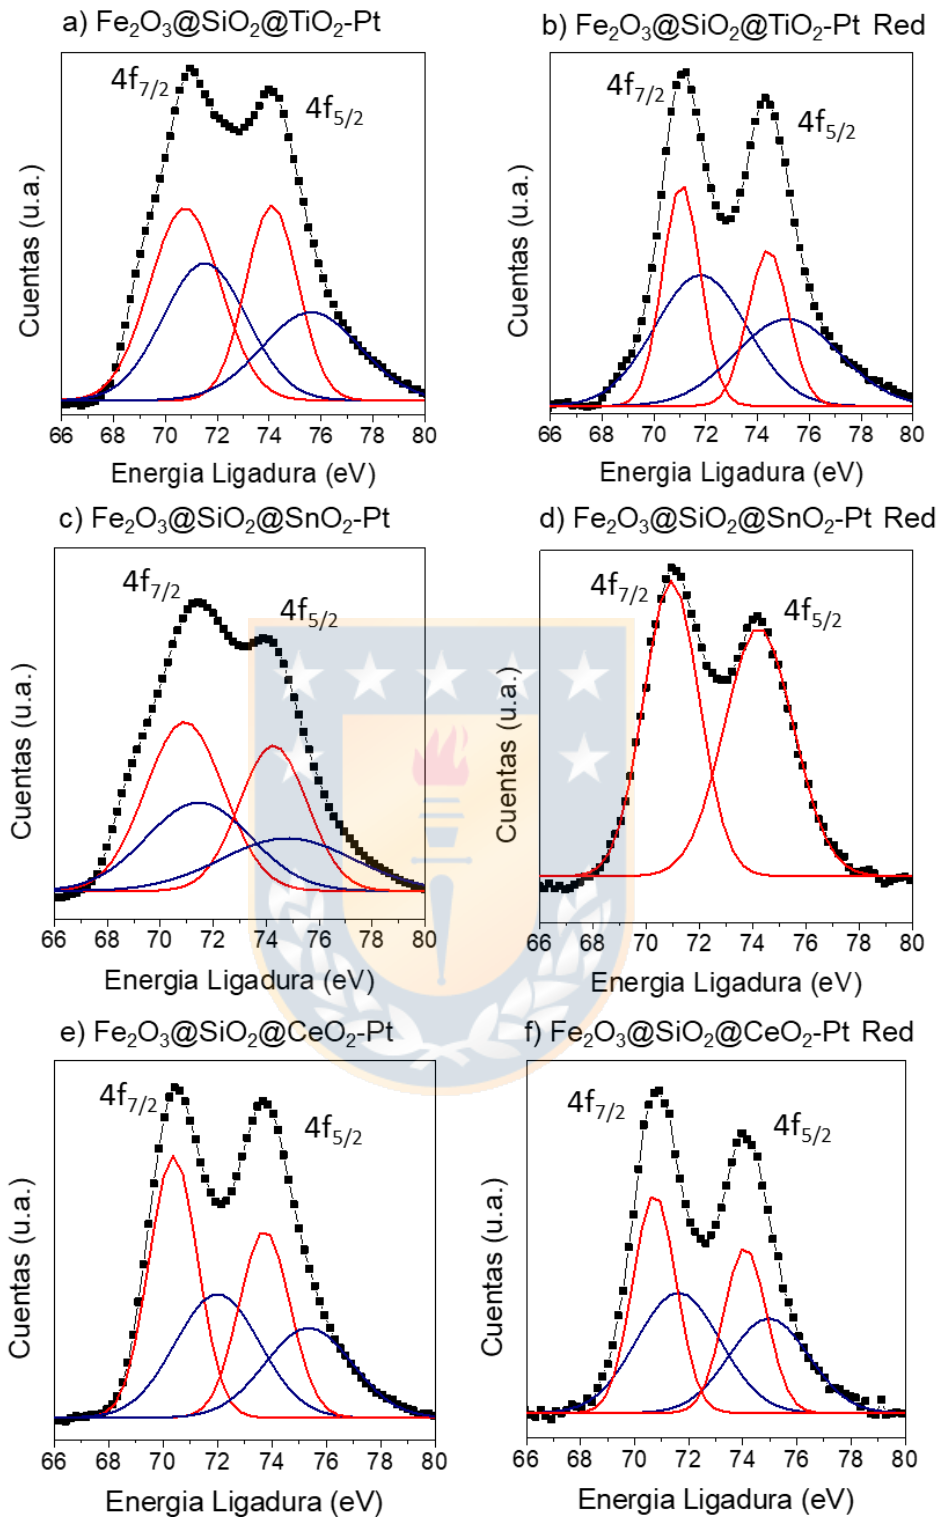 a) Fe₂O₃@SiO₂@TiO₂-Pt
4f₇/₂
4f₅/₂
Cuentas (u.a.)
66 68 70 72 74 76 78 80
Energia Ligadura (eV)
b) Fe₂O₃@SiO₂@TiO₂-Pt Red
4f₇/₂
4f₅/₂
Cuentas (u.a.)
66 68 70 72 74 76 78 80
Energia Ligadura (eV)
c) Fe₂O₃@SiO₂@SnO₂-Pt
4f₇/₂
4f₅/₂
Cuentas (u.a.)
66 68 70 72 74 76 78 80
Energia Ligadura (eV)
d) Fe₂O₃@SiO₂@SnO₂-Pt Red
4f₇/₂
4f₅/₂
Cuentas (u.a.)
66 68 70 72 74 76 78 80
Energia Ligadura (eV)
e) Fe₂O₃@SiO₂@CeO₂-Pt
4f₇/₂
4f₅/₂
Cuentas (u.a.)
66 68 70 72 74 76 78 80
Energia Ligadura (eV)
f) Fe₂O₃@SiO₂@CeO₂-Pt Red
4f₇/₂
4f₅/₂
Cuentas (u.a.)
66 68 70 72 74 76 78 80
Energia Ligadura (eV)